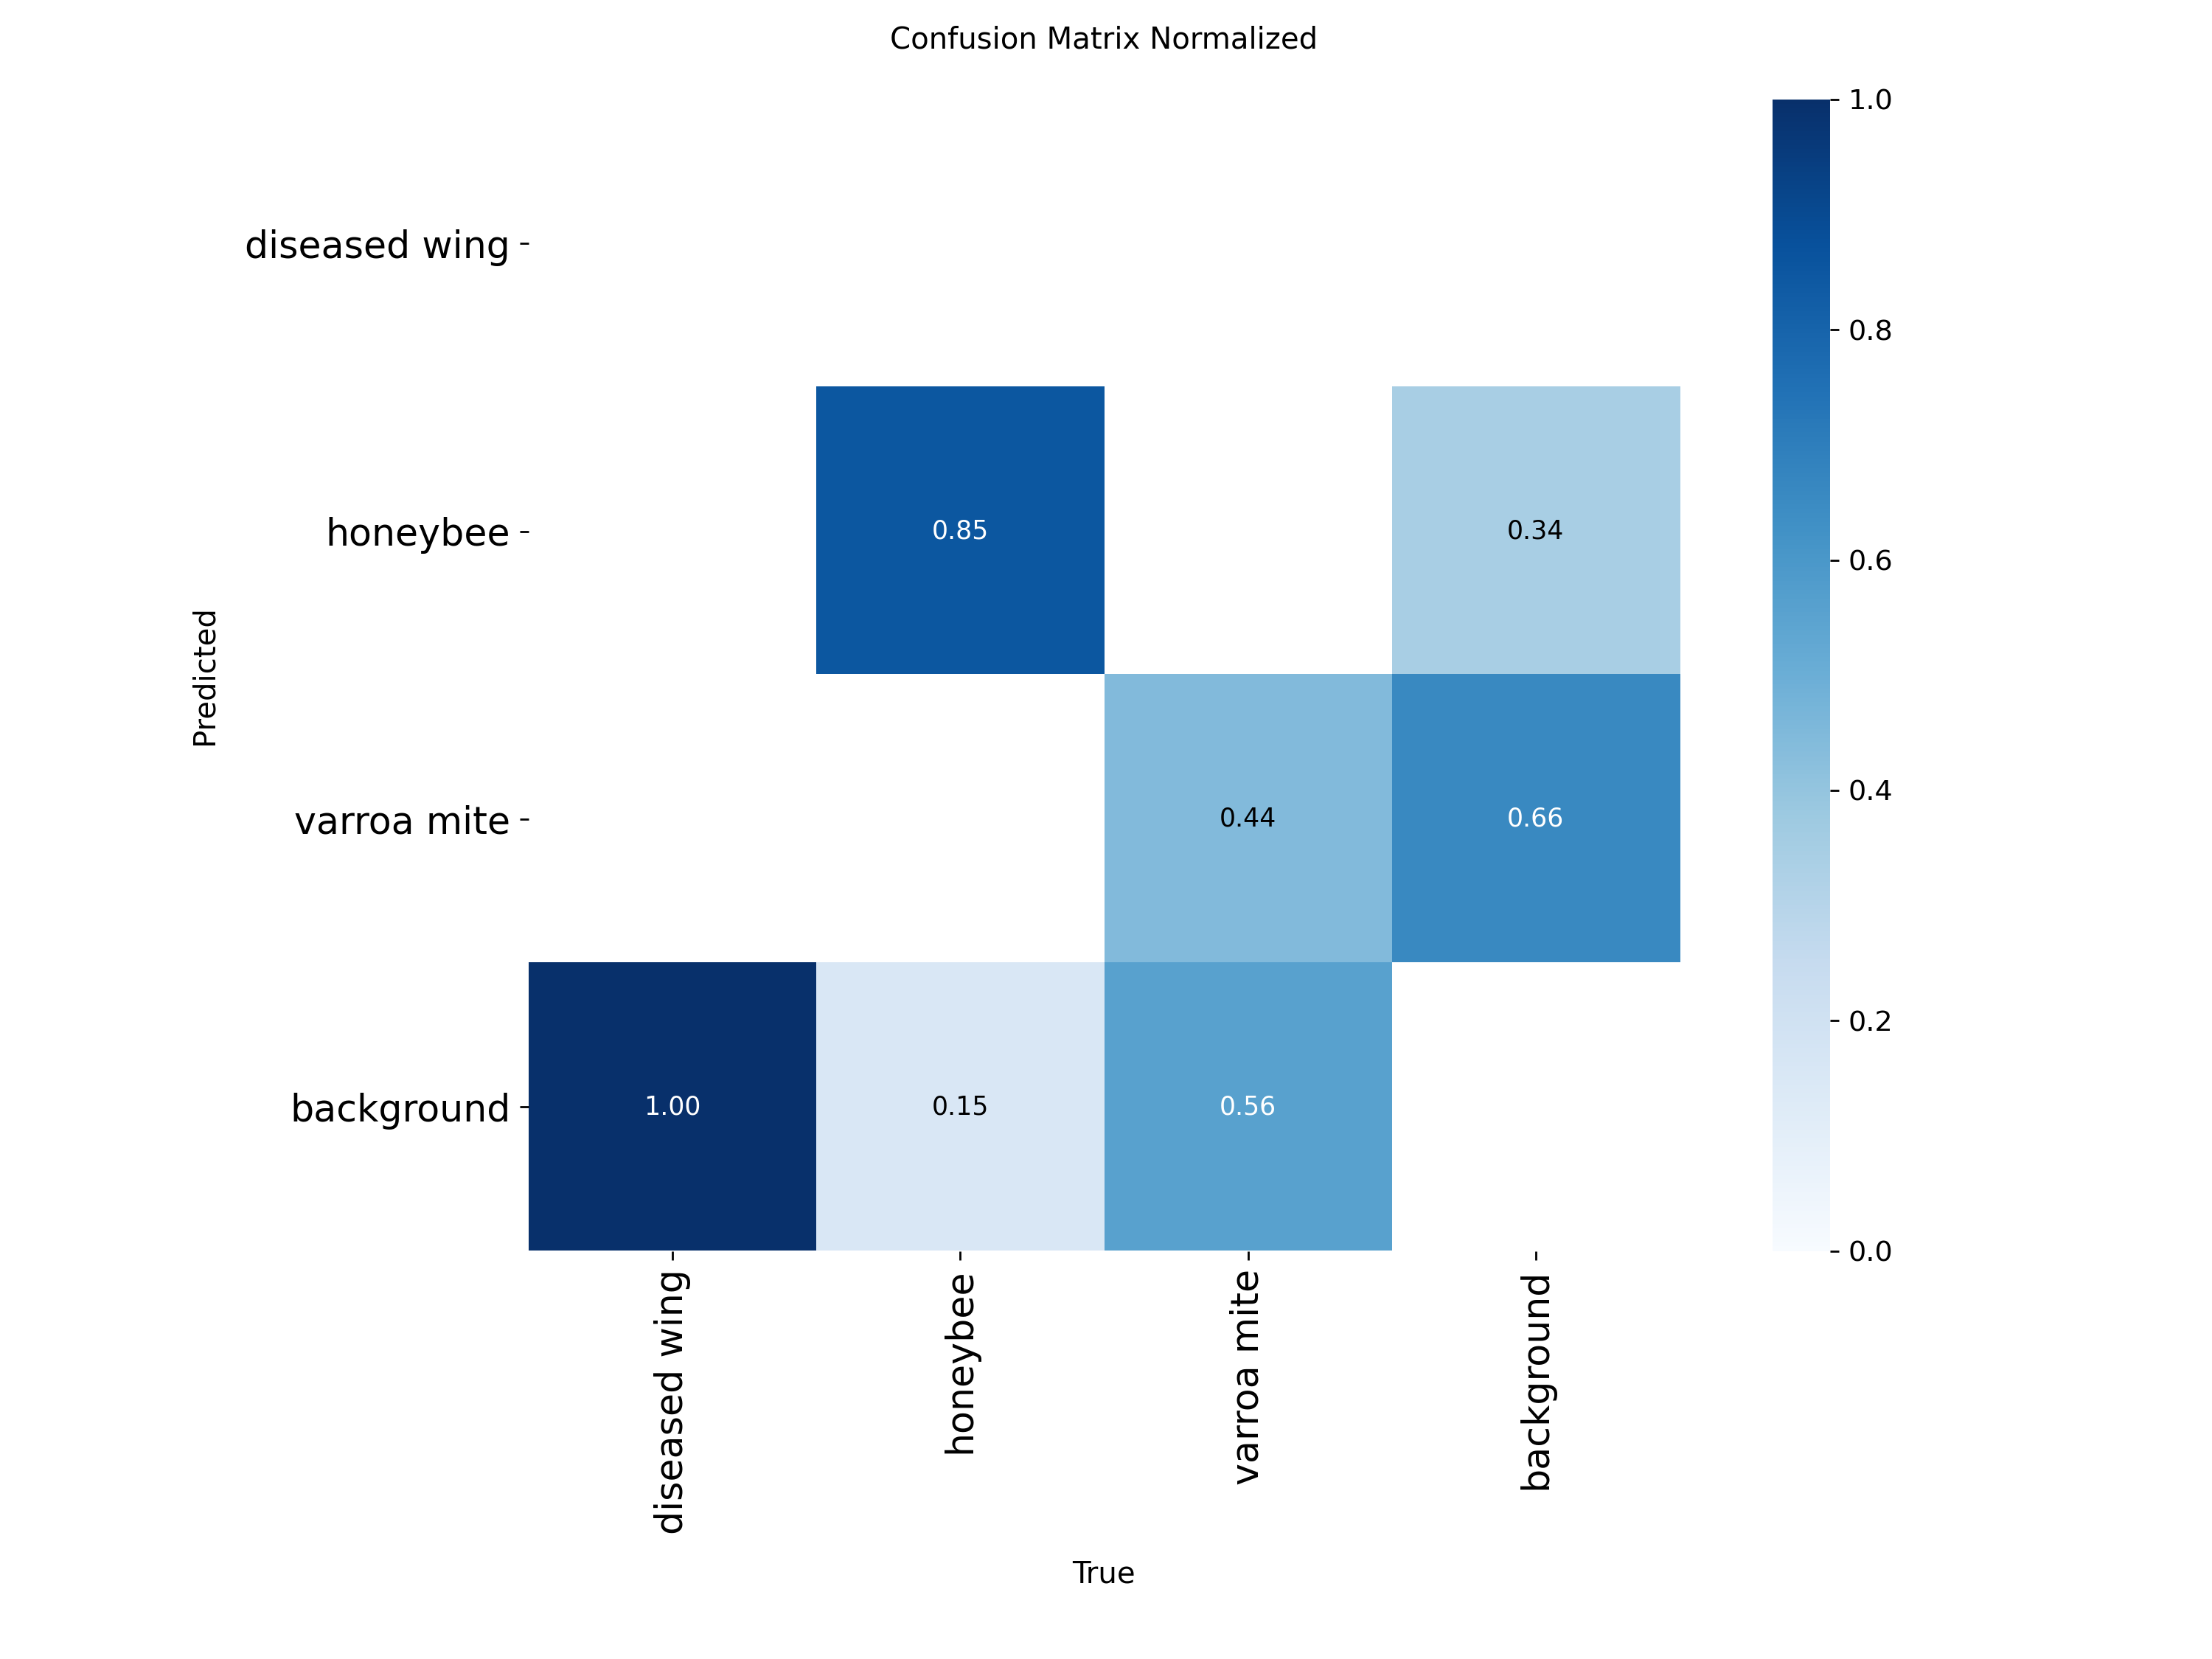 Confusion Matrix Normalized
1.0
diseased wing
0.8
honeybee
0.85
0.34
0.6
Predicted
varroa mite
0.44
0.66
0.4
background
1.00
0.15
0.56
0.2
0.0
diseased wing
honeybee
varroa mite
background
True